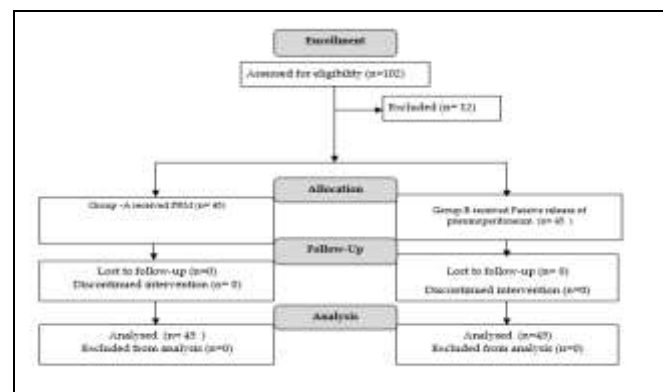 Enrollment
Assessed for eligibility (n=102)
Excluded (n= 12)
Allocation
Group -A received PRM (n= 45)
Group B received Passive release of
pneumoperitoneum (n= 45 )
Follow-Up
Lost to follow-up (n=0)
Discontinued intervention (n= 0)
Lost to follow-up (n= 0)
Discontinued intervention (n=0)
Analysis
Analysed (n= 45 )
Excluded from analysis (n=0)
Analysed (n=45)
Excluded from analysis (n=0)